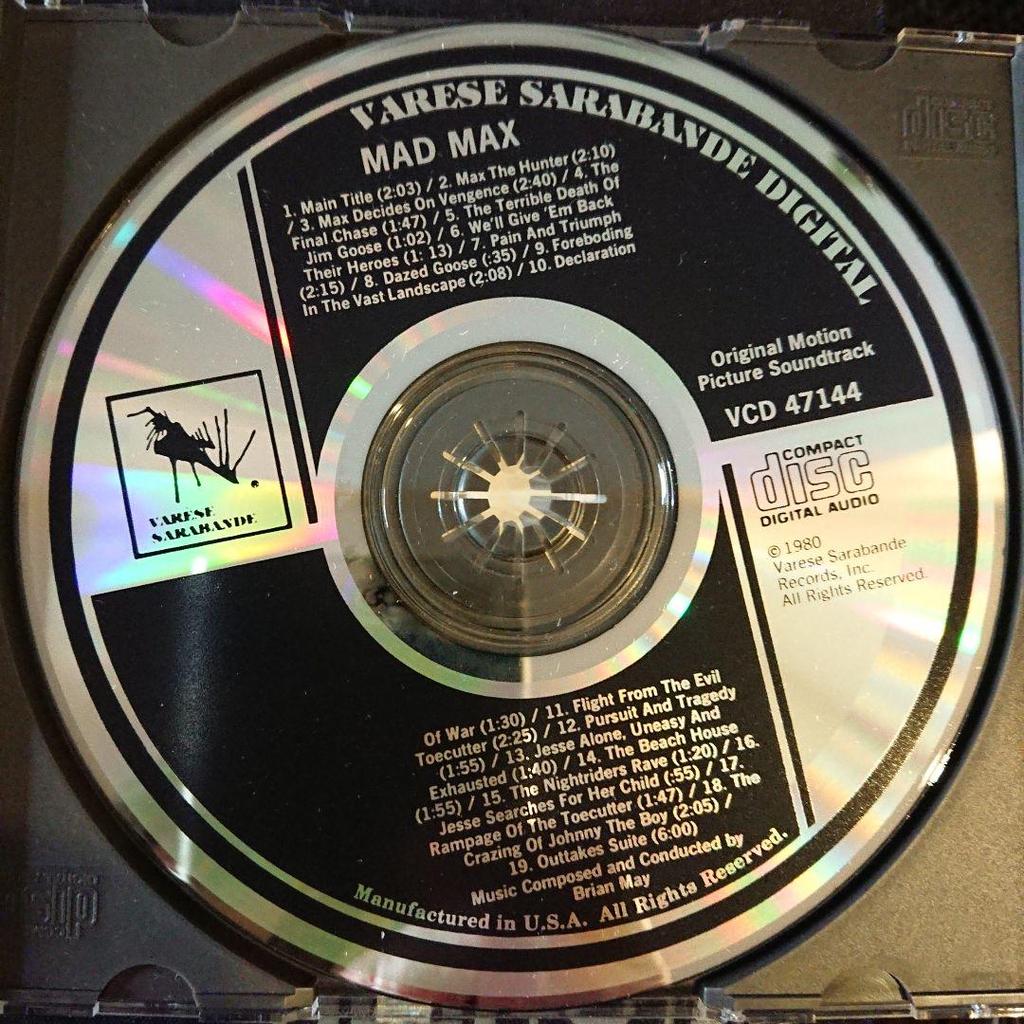 VARESE SARABANDE DIGITAL
MAD MAX
1. Main Title (2:03) / 2. Max The Hunter (2:10)
/ 3. Max Decides On Vengence (2:40) / 4. The
Final Chase (1:47) / 5. The Terrible Death Of
Jim Goose (1:02) / 6. We'll Give 'Em' Back
Their Heroes (1: 13) / 7. Pain And Triumph
(2:15) / 8. Dazed Goose (:35) / 9. Foreboding
In The Vast Landscape (2:08) / 10. Declaration
Original Motion
Picture Soundtrack
VCD 47144
VARESE
SARABANDE
COMPACT
disc
DIGITAL AUDIO
© 1980
Varese Sarabande
Records, Inc.
All Rights Reserved.
Of War (1:30) / 11. Flight From The Evil
Toecutter (2:25) / 12. Pursuit And Tragedy
(1:55) / 13. Jesse Alone, Uneasy And
Exhausted (1:40) / 14. The Beach House
(1:55) / 15. The Nightriders Rave (1:20) / 16.
Jesse Searches For Her Child (:55) / 17.
Rampage Of The Toecutter (1:47) / 18. The
Crazing Of Johnny The Boy (2:05) /
19. Outtakes Suite (6:00)
Music Composed and Conducted by
Brian May
Manufactured in U.S.A. All Rights Reserved.
disc
disc